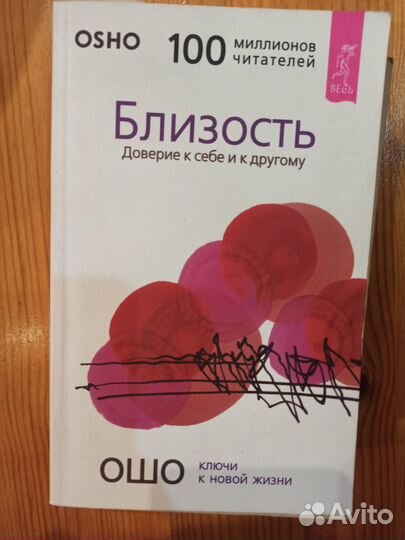 OSHO
100 миллионов
читателей
ВЕСЬ
Близость
Доверие к себе и к другому
ОШО
ключи
к новой жизни
Avito